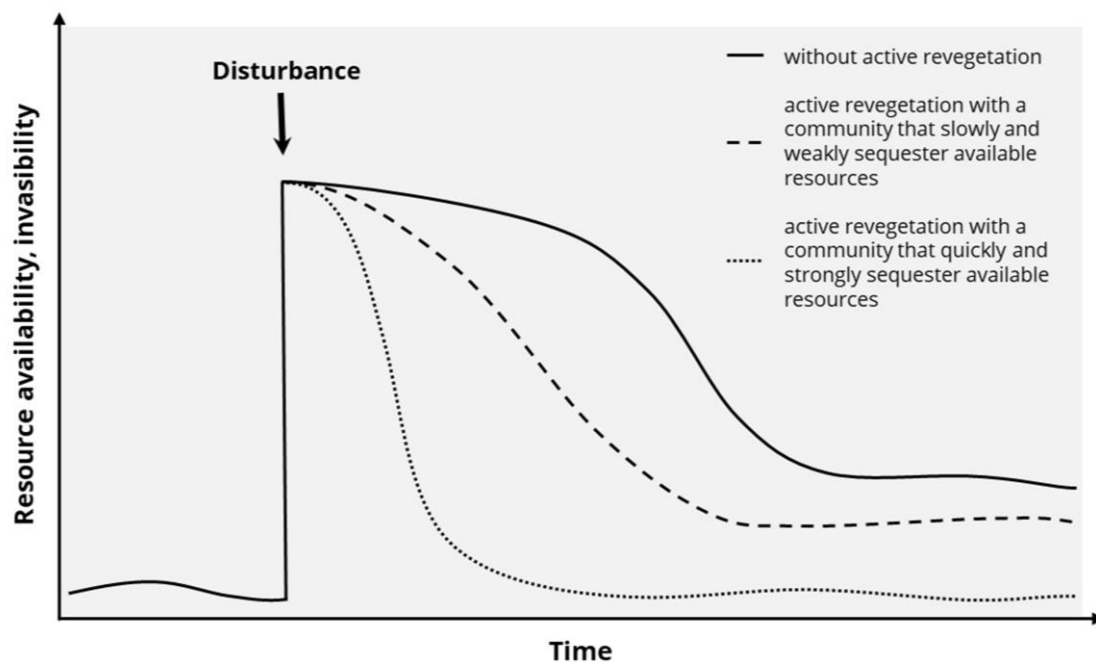 Disturbance
without active revegetation
active revegetation with a
community that slowly and
weakly sequester available
resources
active revegetation with a
community that quickly and
strongly sequester available
resources
Resource availability, invasibility
Time